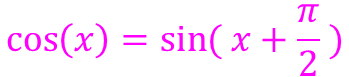 cos(x) = sin( x + π/2 )